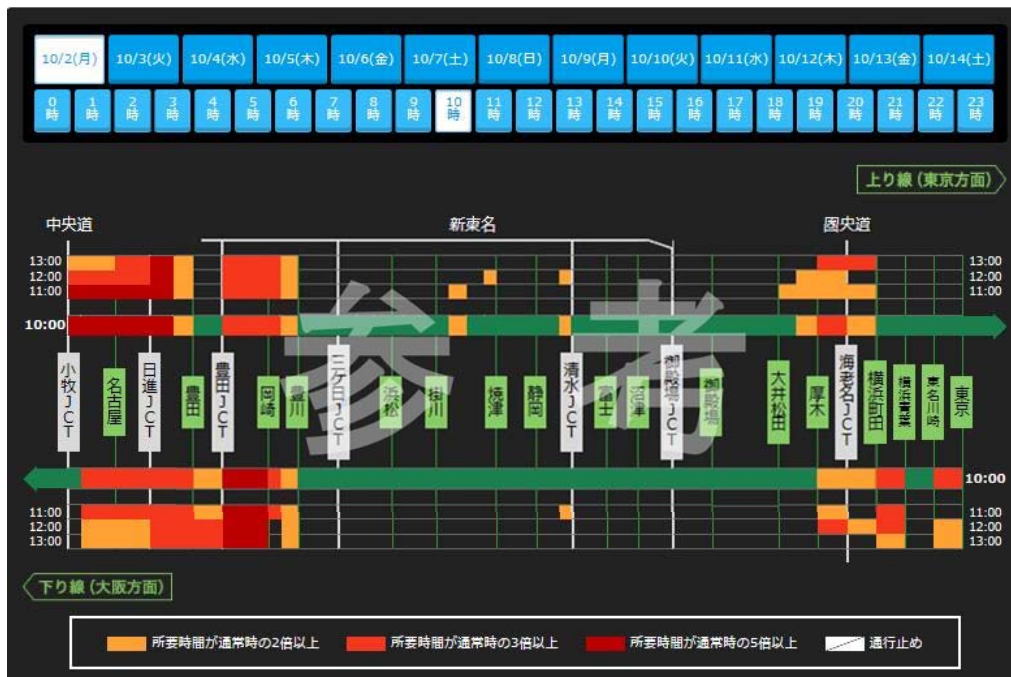 10/2(月) 10/3(火) 10/4(水) 10/5(木) 10/6(金) 10/7(土) 10/8(日) 10/9(月) 10/10(火) 10/11(水) 10/12(木) 10/13(金) 10/14(土)
0時 1時 2時 3時 4時 5時 6時 7時 8時 9時 10時 11時 12時 13時 14時 15時 16時 17時 18時 19時 20時 21時 22時 23時
上り線(東京方面)
中央道 新東名 圏央道
13:00 13:00
12:00 12:00
11:00 11:00
10:00
参考
小牧JCT 名古屋 日進JCT 豊田 豊田JCT 岡崎 豊川 三ケ日JCT 浜松 掛川 焼津 静岡 清水JCT 富士 沼津 御殿場JCT 御殿場 大井松田 厚木 海老名JCT 横浜町田 横浜青葉 東名川崎 東京
10:00
11:00 11:00
12:00 12:00
13:00 13:00
下り線(大阪方面)
所要時間が通常時の2倍以上 所要時間が通常時の3倍以上 所要時間が通常時の5倍以上 通行止め